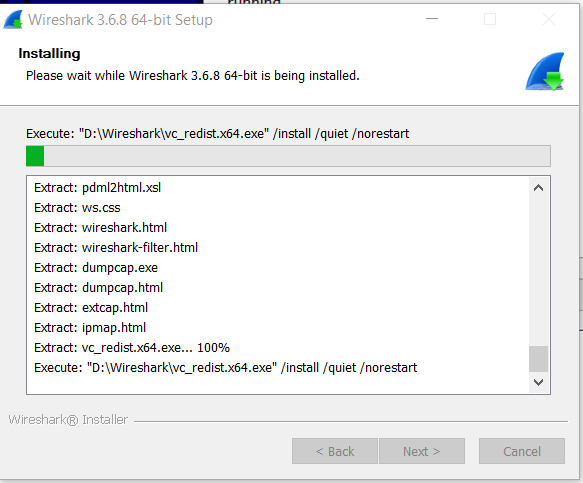 running
Wireshark 3.6.8 64-bit Setup
Installing
Please wait while Wireshark 3.6.8 64-bit is being installed.
Execute: "D:\Wireshark\vc_redist.x64.exe" /install /quiet /norestart
Extract: pdml2html.xsl
Extract: ws.css
Extract: wireshark.html
Extract: wireshark-filter.html
Extract: dumpcap.exe
Extract: dumpcap.html
Extract: extcap.html
Extract: ipmap.html
Extract: vc_redist.x64.exe... 100%
Execute: "D:\Wireshark\vc_redist.x64.exe" /install /quiet /norestart
Wireshark® Installer
< Back Next > Cancel